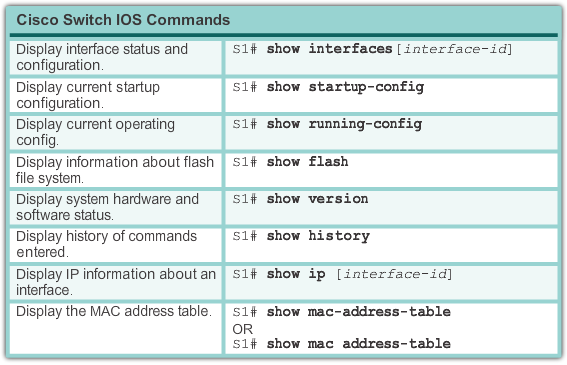 Cisco Switch IOS Commands
Display interface status and
configuration.
S1# show interfaces[interface-id]
Display current startup
configuration.
S1# show startup-config
Display current operating
config.
S1# show running-config
Display information about flash
file system.
S1# show flash
Display system hardware and
software status.
S1# show version
Display history of commands
entered.
S1# show history
Display IP information about an
interface.
S1# show ip [interface-id]
Display the MAC address table.
S1# show mac-address-table
OR
S1# show mac address table